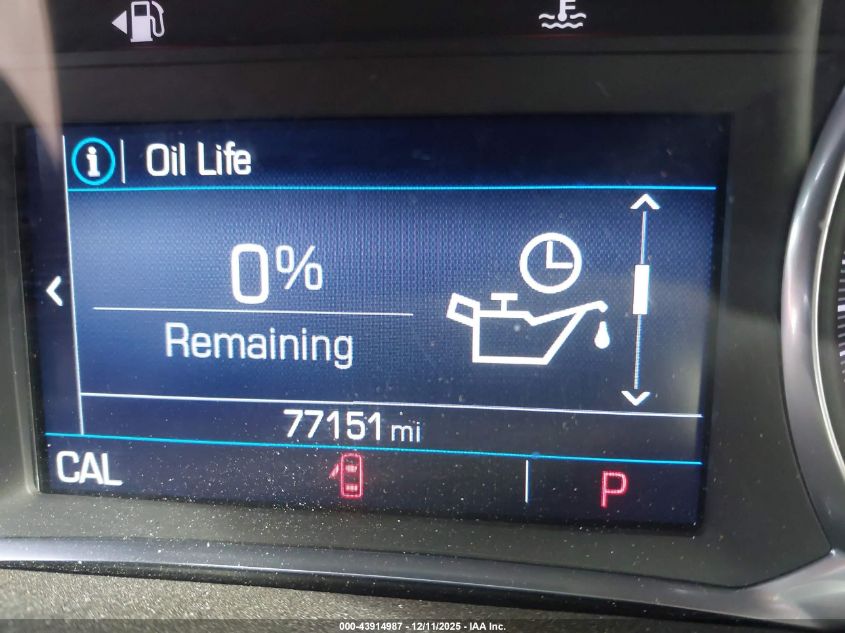 F
i Oil Life
0%
Remaining
77151 mi
CAL P
000-43914987 - 12/11/2025 - IAA Inc.